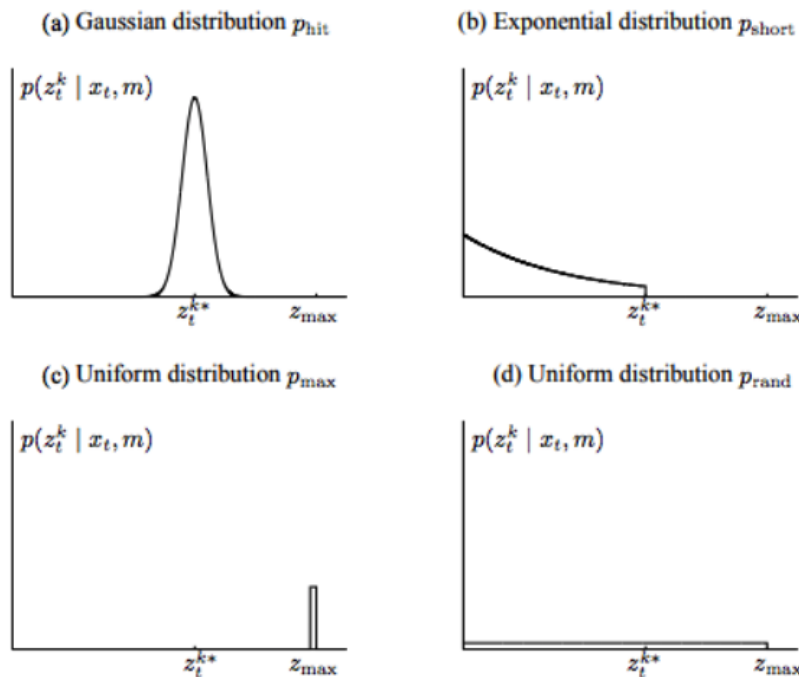 (a) Gaussian distribution p_hit
(b) Exponential distribution p_short
p(z_t^k | x_t, m)
p(z_t^k | x_t, m)
z_t^{k*} z_max
z_t^{k*} z_max
(c) Uniform distribution p_max
(d) Uniform distribution p_rand
p(z_t^k | x_t, m)
p(z_t^k | x_t, m)
z_t^{k*} z_max
z_t^{k*} z_max